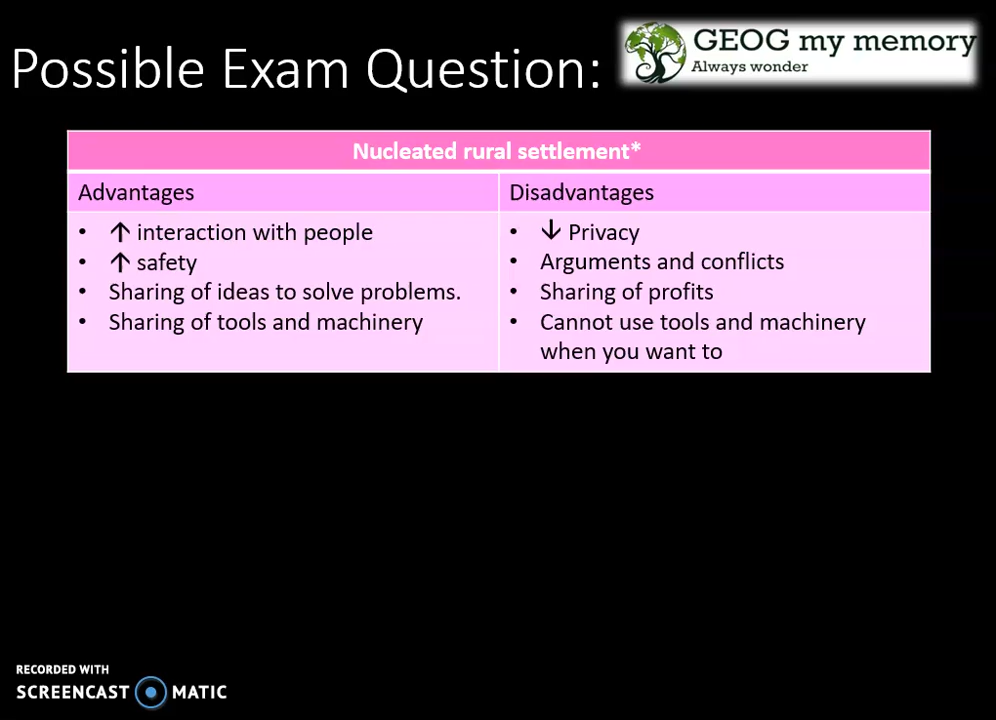 Possible Exam Question:
GEOG my memory
Always wonder
Nucleated rural settlement*
Advantages
Disadvantages
• ↑ interaction with people
• ↑ safety
• Sharing of ideas to solve problems.
• Sharing of tools and machinery
• ↓ Privacy
• Arguments and conflicts
• Sharing of profits
• Cannot use tools and machinery
when you want to
RECORDED WITH
SCREENCAST MATIC